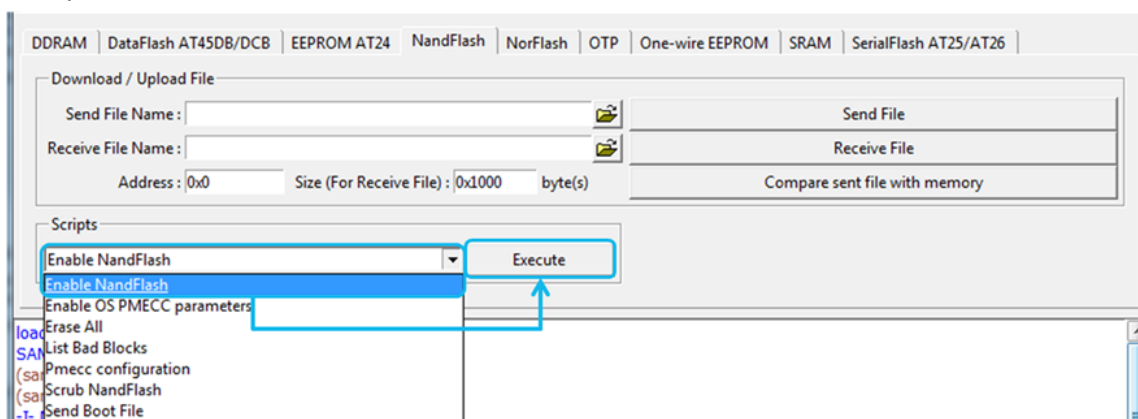 DDRAM DataFlash AT45DB/DCB EEPROM AT24 NandFlash NorFlash OTP One-wire EEPROM SRAM SerialFlash AT25/AT26
Download / Upload File
Send File Name : Send File
Receive File Name : Receive File
Address : 0x0 Size (For Receive File) : 0x1000 byte(s) Compare sent file with memory
Scripts
Enable NandFlash Execute
Enable NandFlash
Enable OS PMECC parameters
Erase All
List Bad Blocks
Pmecc configuration
Scrub NandFlash
Send Boot File